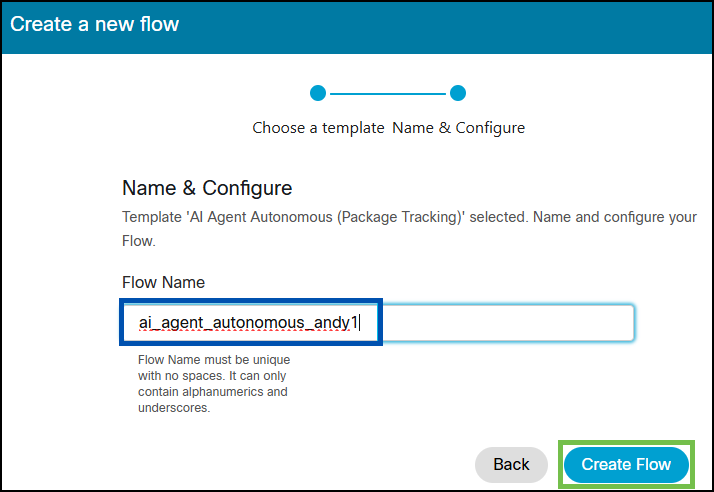 Create a new flow
Choose a template Name & Configure
Name & Configure
Template 'AI Agent Autonomous (Package Tracking)' selected. Name and configure your
Flow.
Flow Name
ai_agent_autonomous_andy1
Flow Name must be unique
with no spaces. It can only
contain alphanumerics and
underscores.
Back Create Flow